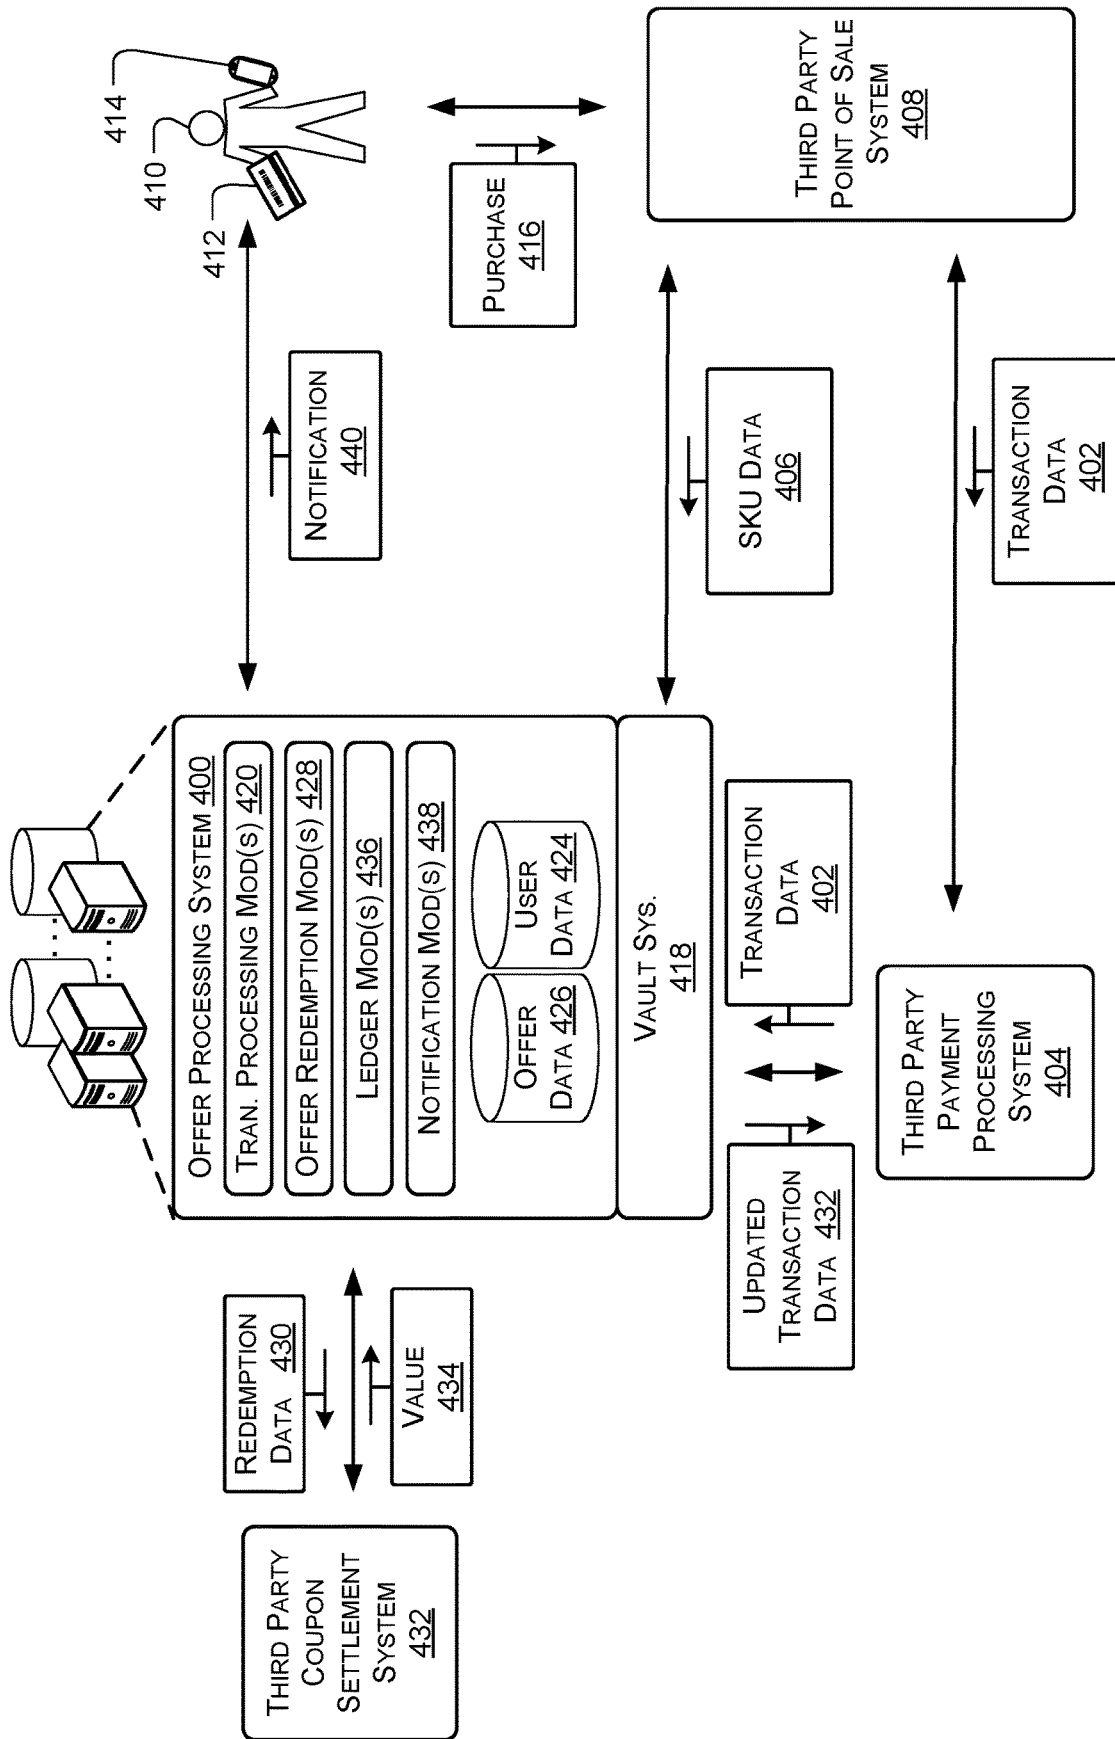 414
410
412
OFFER PROCESSING SYSTEM 400
TRAN. PROCESSING MOD(S) 420
OFFER REDEMPTION MOD(S) 428
LEDGER MOD(S) 436
NOTIFICATION MOD(S) 438
OFFER
DATA 426
USER
DATA 424
VAULT SYS.
418
NOTIFICATION
440
PURCHASE
416
REDEMPTION
DATA 430
VALUE
434
THIRD PARTY
COUPON
SETTLEMENT
SYSTEM
432
SKU DATA
406
THIRD PARTY
POINT OF SALE
SYSTEM
408
UPDATED
TRANSACTION
DATA 432
TRANSACTION
DATA
402
THIRD PARTY
PAYMENT
PROCESSING
SYSTEM
404
TRANSACTION
DATA
402